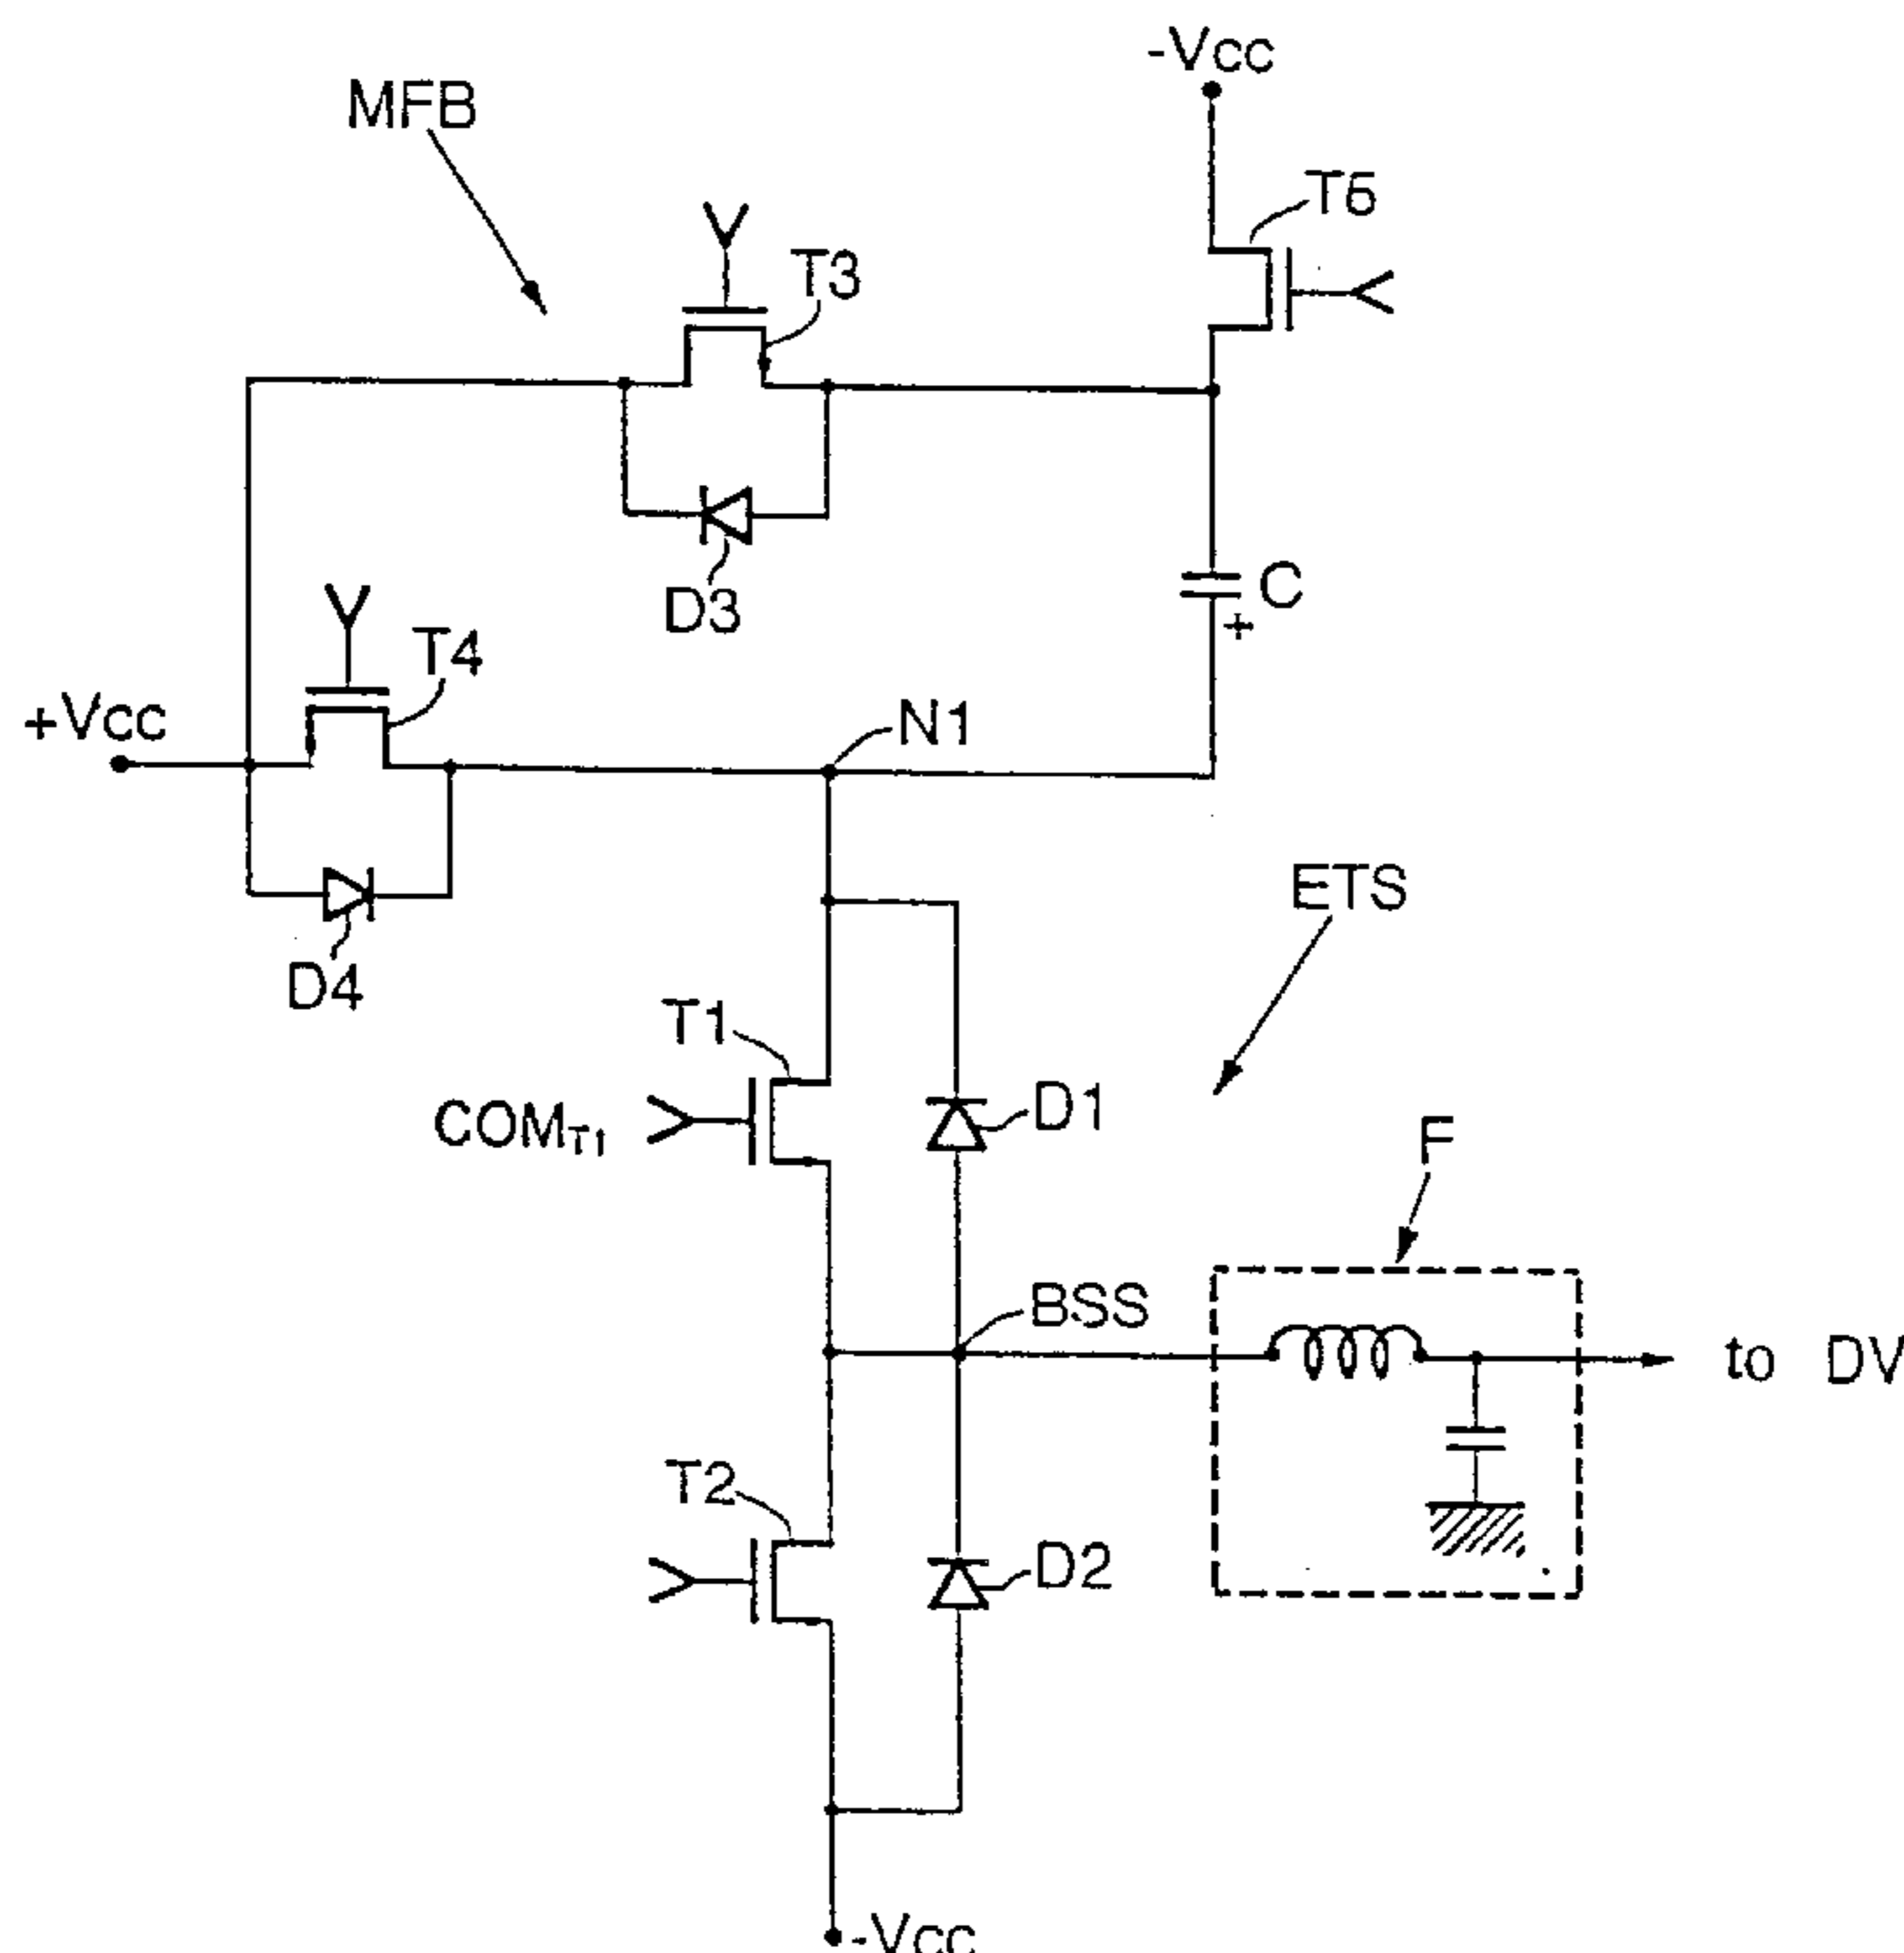 -Vcc
MFB
T5
T3
D3
C
T4
+Vcc
N1
ETS
D4
T1
COMT1
D1
F
BSS
to DV
T2
D2
-Vcc